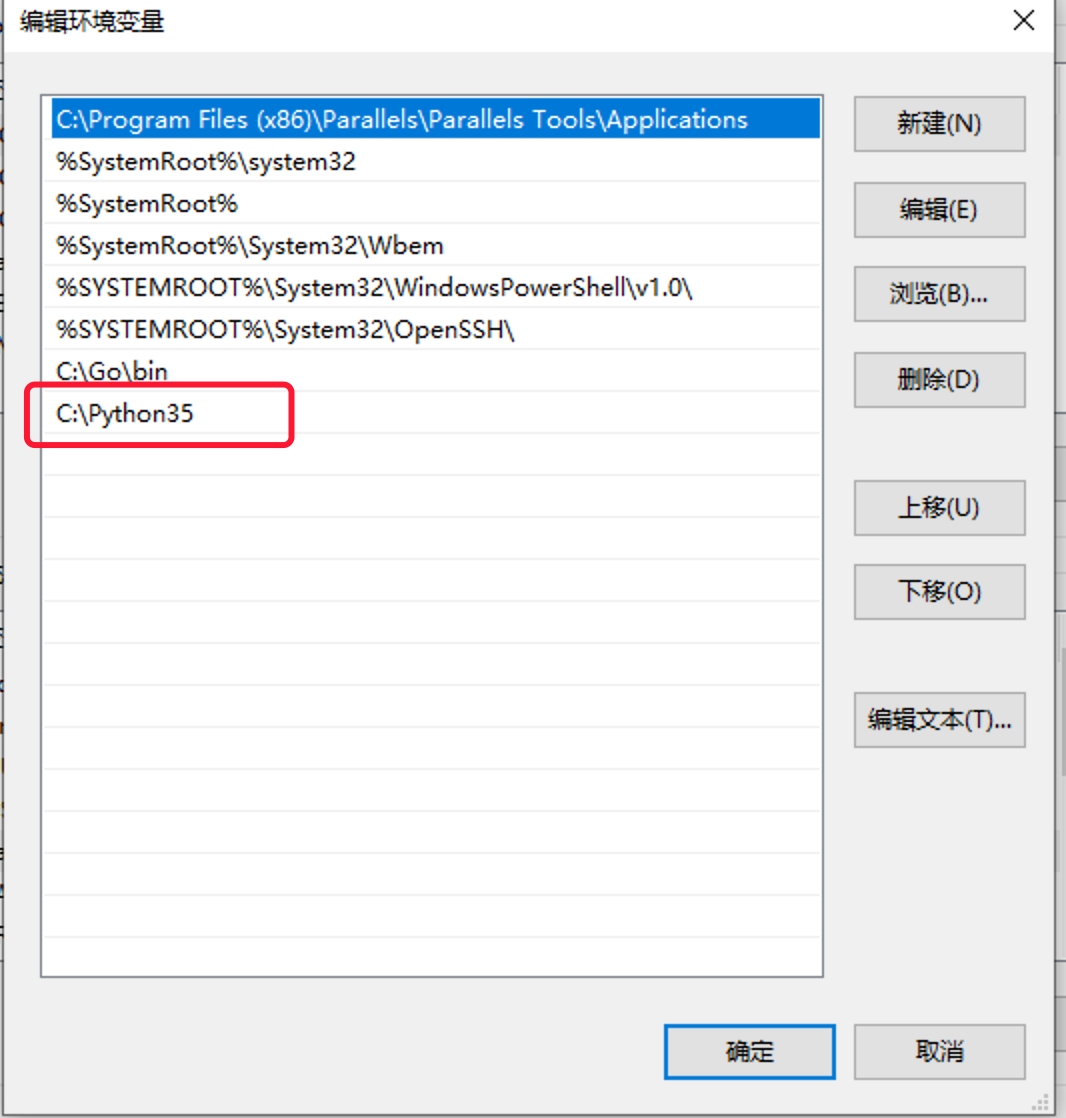 编辑环境变量
C:\Program Files (x86)\Parallels\Parallels Tools\Applications
%SystemRoot%\system32
%SystemRoot%
%SystemRoot%\System32\Wbem
%SYSTEMROOT%\System32\WindowsPowerShell\v1.0\
%SYSTEMROOT%\System32\OpenSSH\
C:\Go\bin
C:\Python35
新建(N)
编辑(E)
浏览(B)...
删除(D)
上移(U)
下移(O)
编辑文本(T)...
确定
取消